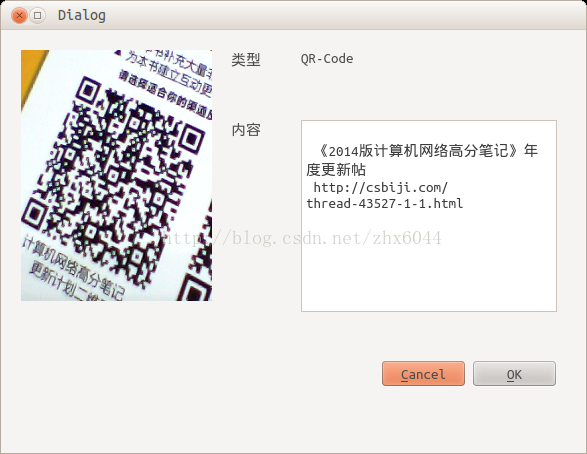 Dialog
书补充大量
为本书建立互动更
请选择适合你的渠道
类型
QR-Code
内容
《2014版计算机网络高分笔记》年
度更新帖
http://csbiji.com/
thread-43527-1-1.html
http://blog.csdn.net/zhx6044
计算机网络高分笔记
更新计划二维
Cancel
OK